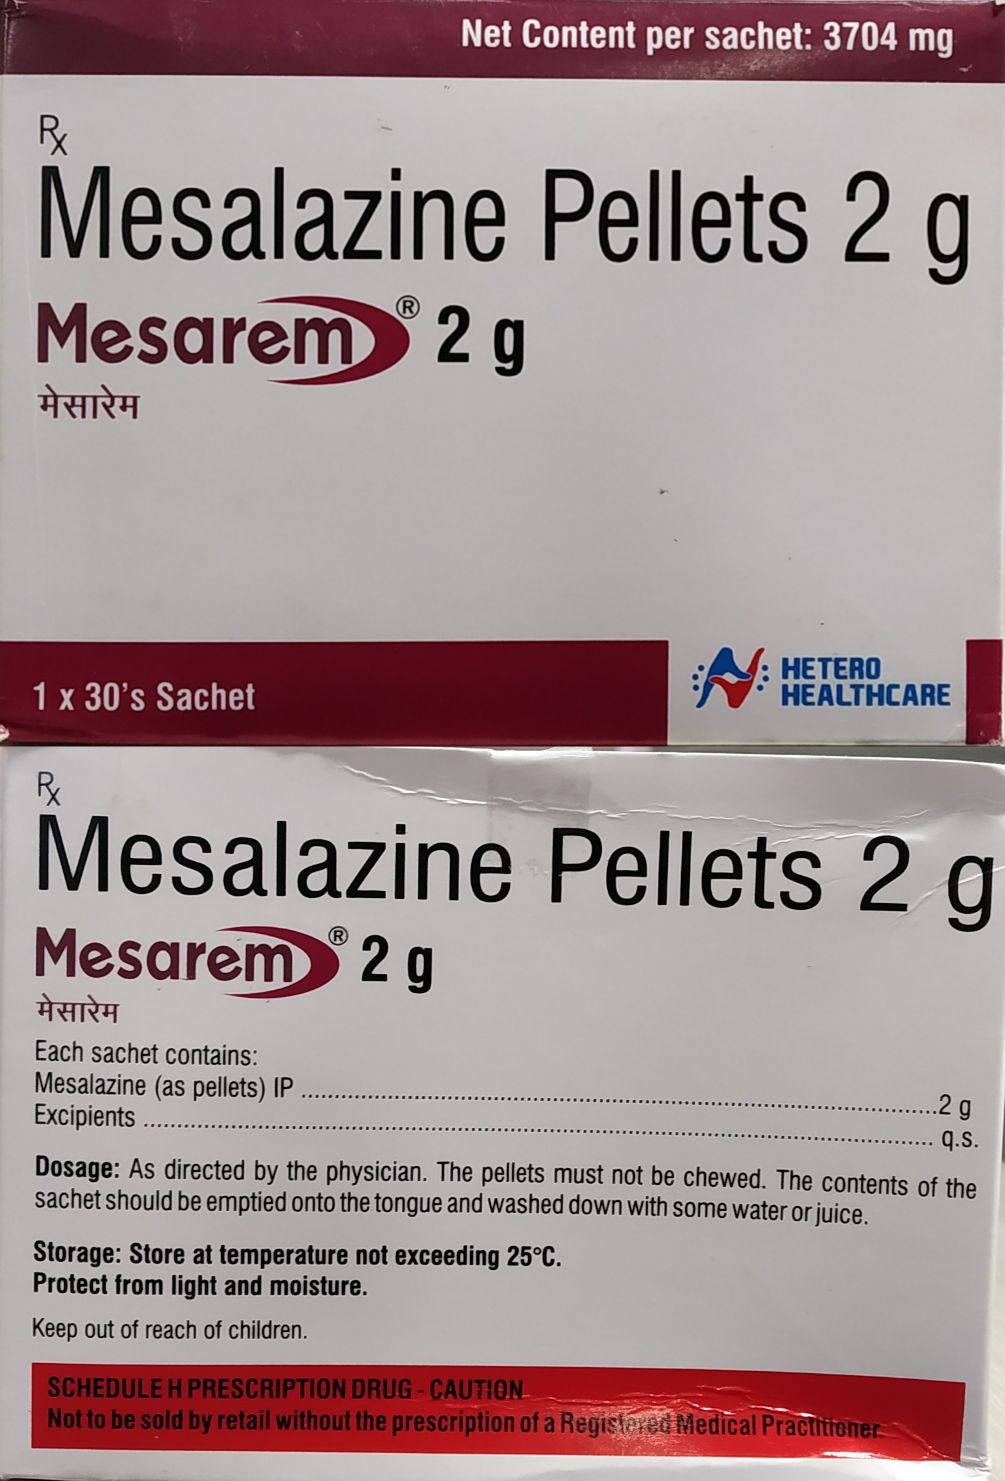 Net Content per sachet: 3704 mg
Rx
Mesalazine Pellets 2 g
Mesarem® 2 g
मेसारेम
1 x 30's Sachet
HETERO
HEALTHCARE
Rx
Mesalazine Pellets 2 g
Mesarem® 2 g
मेसारेम
Each sachet contains:
Mesalazine (as pellets) IP ........................................................................................2 g
Excipients ........................................................................................ q.s.
Dosage: As directed by the physician. The pellets must not be chewed. The contents of the
sachet should be emptied onto the tongue and washed down with some water or juice.
Storage: Store at temperature not exceeding 25°C.
Protect from light and moisture.
Keep out of reach of children.
SCHEDULE H PRESCRIPTION DRUG - CAUTION
Not to be sold by retail without the prescription of a Registered Medical Practitioner.